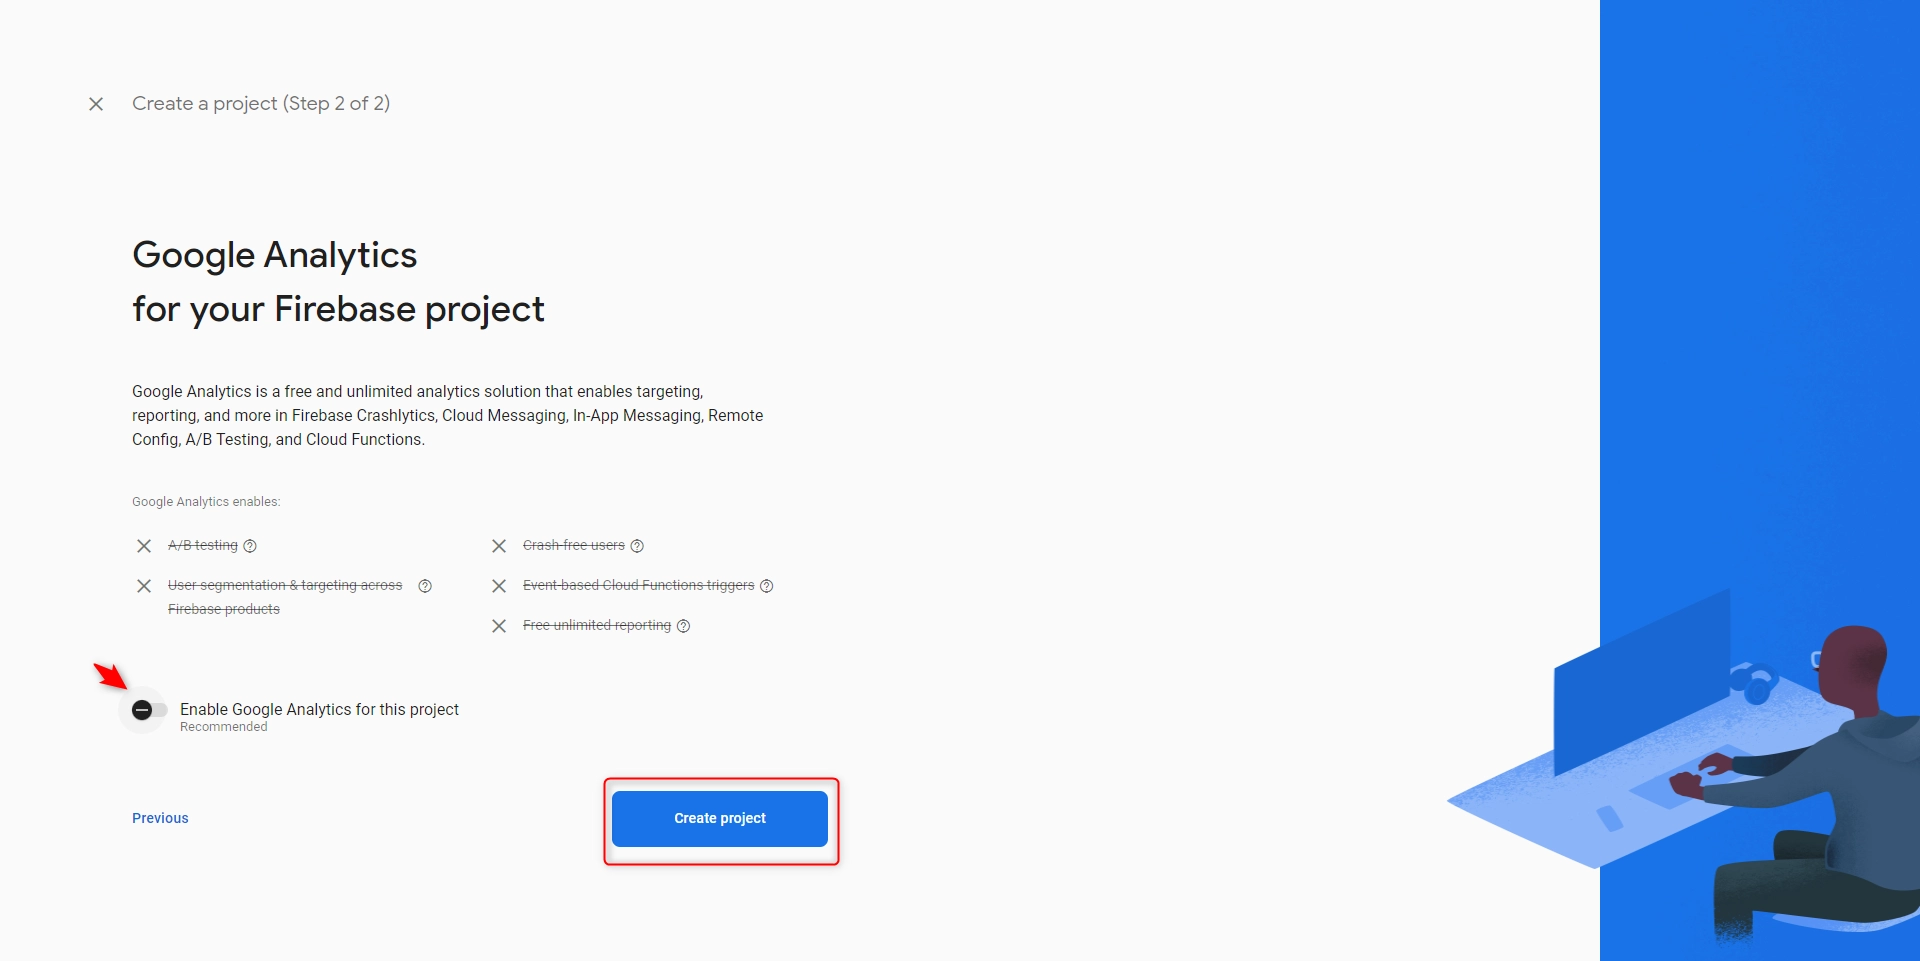 Create a project (Step 2 of 2)
Google Analytics
for your Firebase project
Google Analytics is a free and unlimited analytics solution that enables targeting,
reporting, and more in Firebase Crashlytics, Cloud Messaging, In-App Messaging, Remote
Config, A/B Testing, and Cloud Functions.
Google Analytics enables:
A/B testing
User segmentation & targeting across
Firebase products
Crash-free users
Event-based Cloud Functions triggers
Free unlimited reporting
Enable Google Analytics for this project
Recommended
Previous
Create project